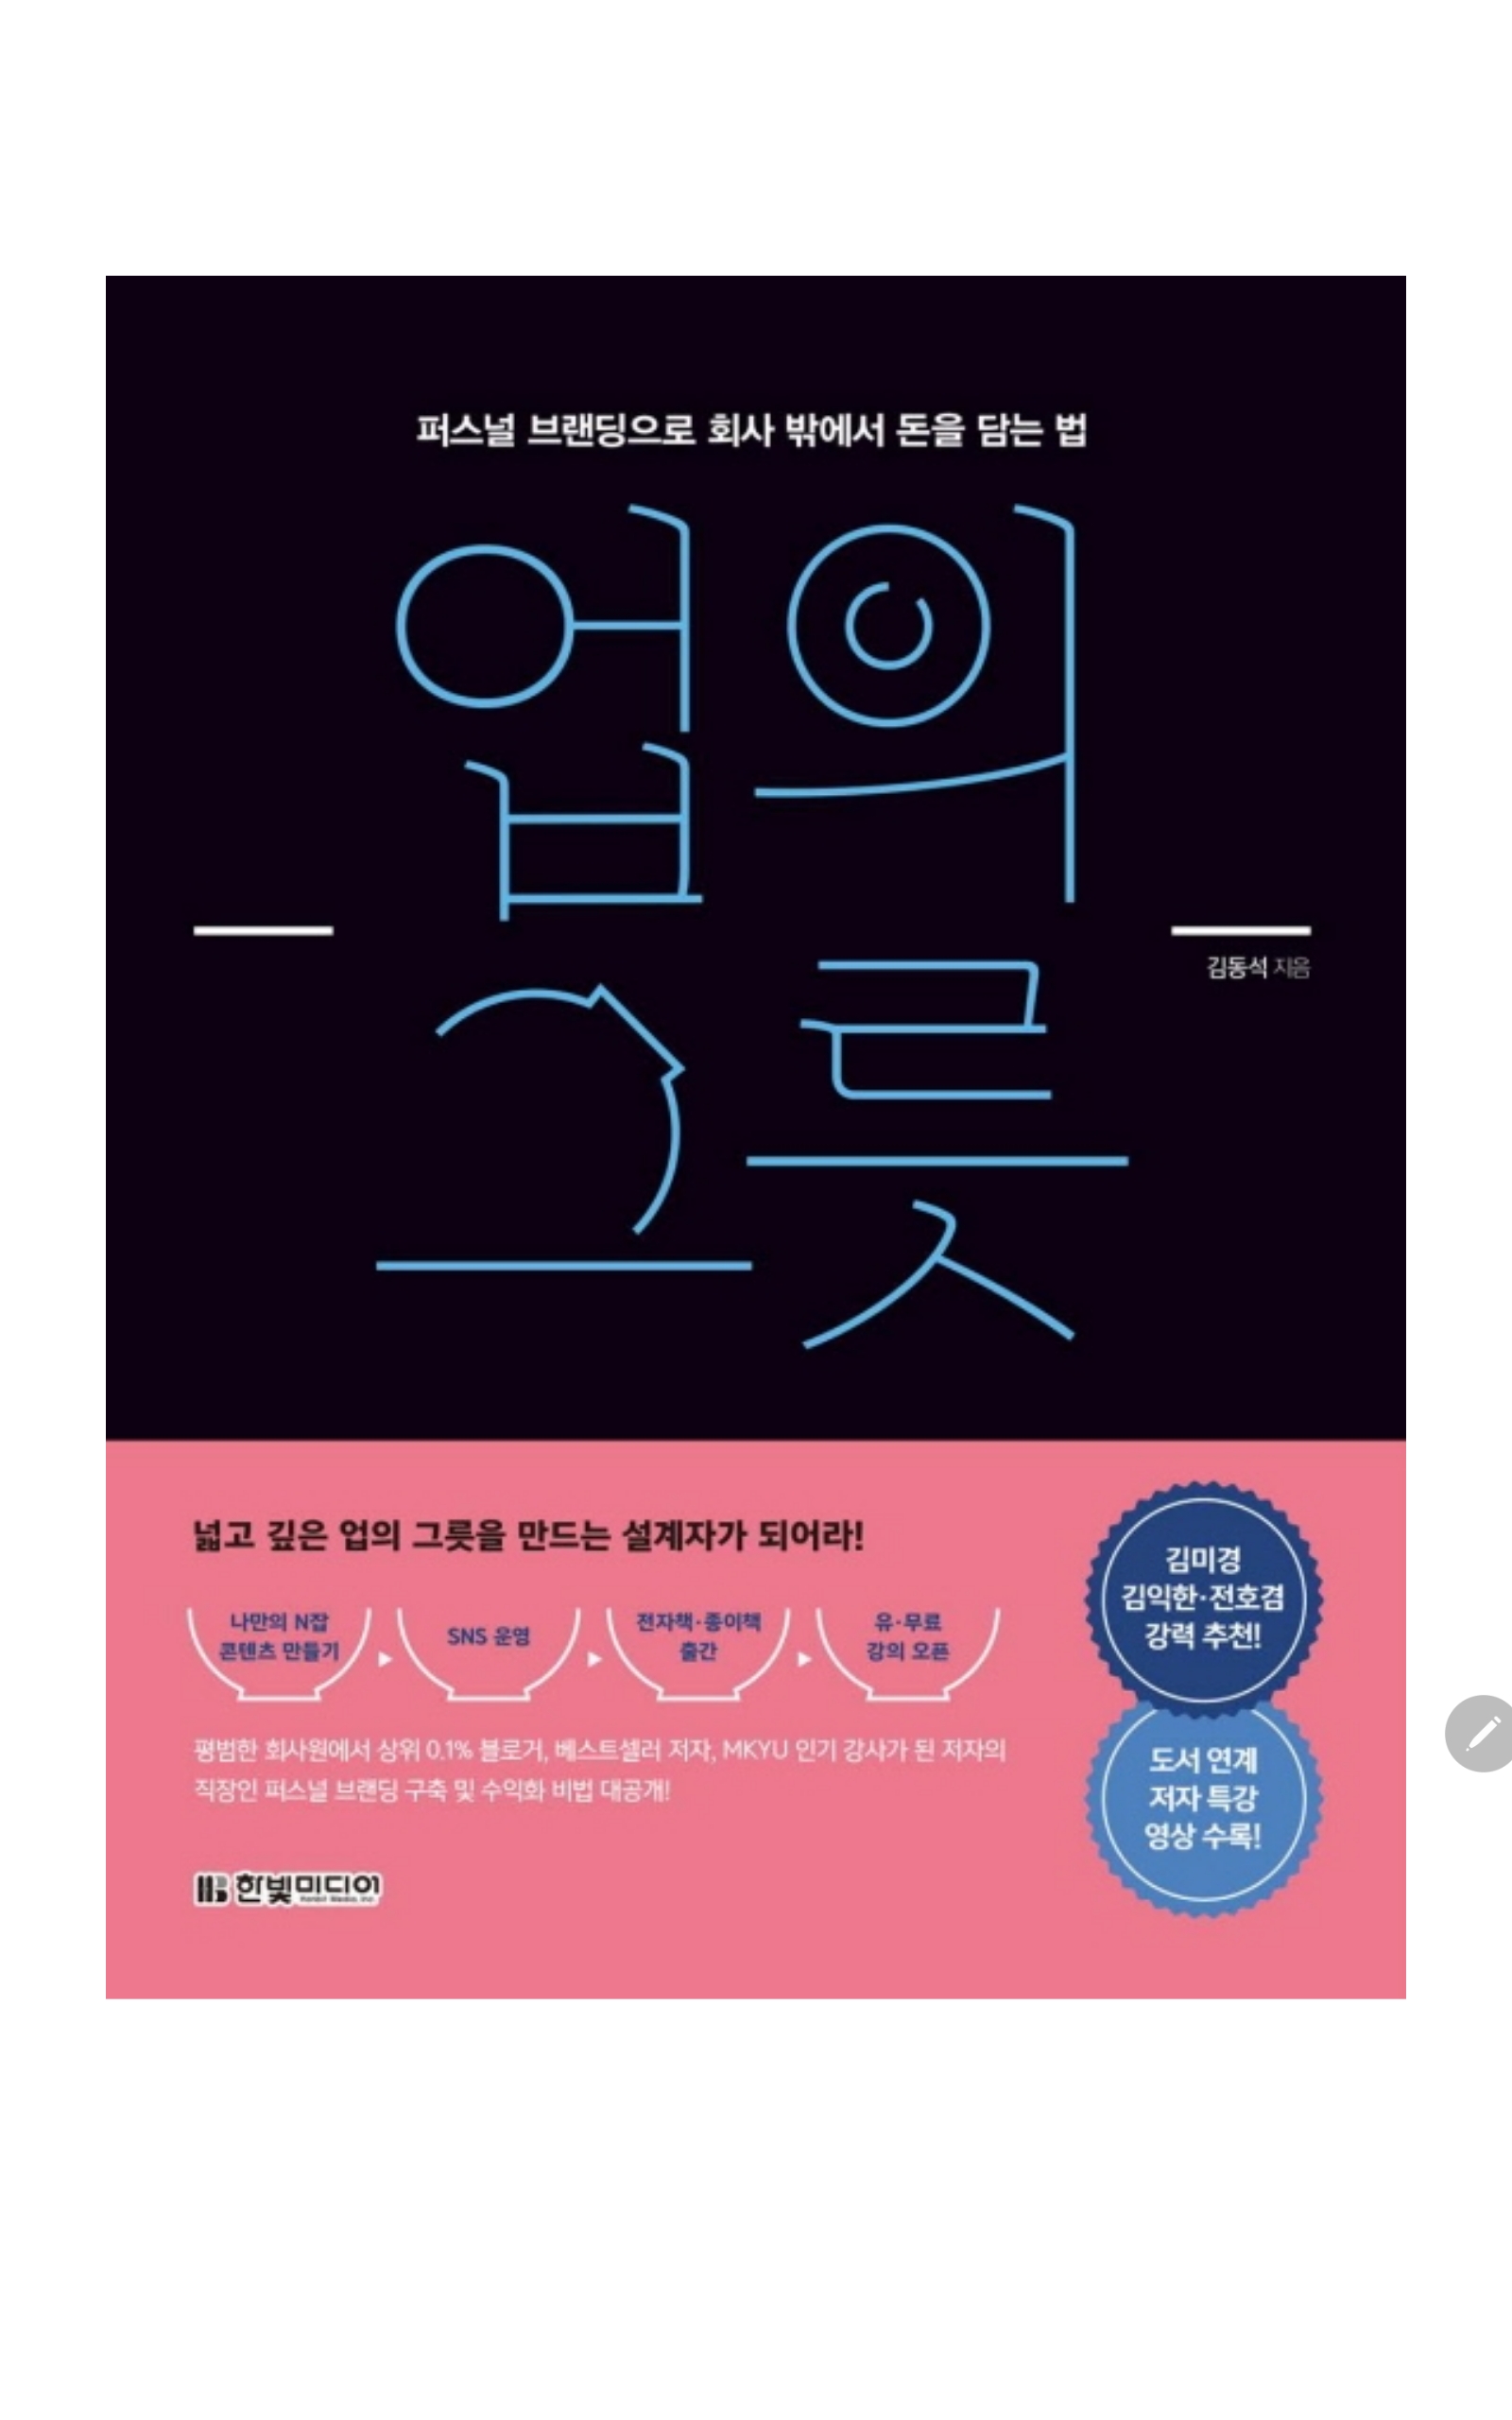 퍼스널 브랜딩으로 회사 밖에서 돈을 담는 법
업의
그릇
김동석 지음
넓고 깊은 업의 그릇을 만드는 설계자가 되어라!
나만의 N잡
콘텐츠 만들기
SNS 운영
전자책·종이책
출간
유·무료
강의 오픈
평범한 회사원에서 상위 0.1% 블로거, 베스트셀러 저자, MKYU 인기 강사가 된 저자의
직장인 퍼스널 브랜딩 구축 및 수익화 비법 대공개!
김미경
김익한·전호겸
강력 추천!
도서 연계
저자 특강
영상 수록!
한빛미디어
Hanbit Media, Inc.